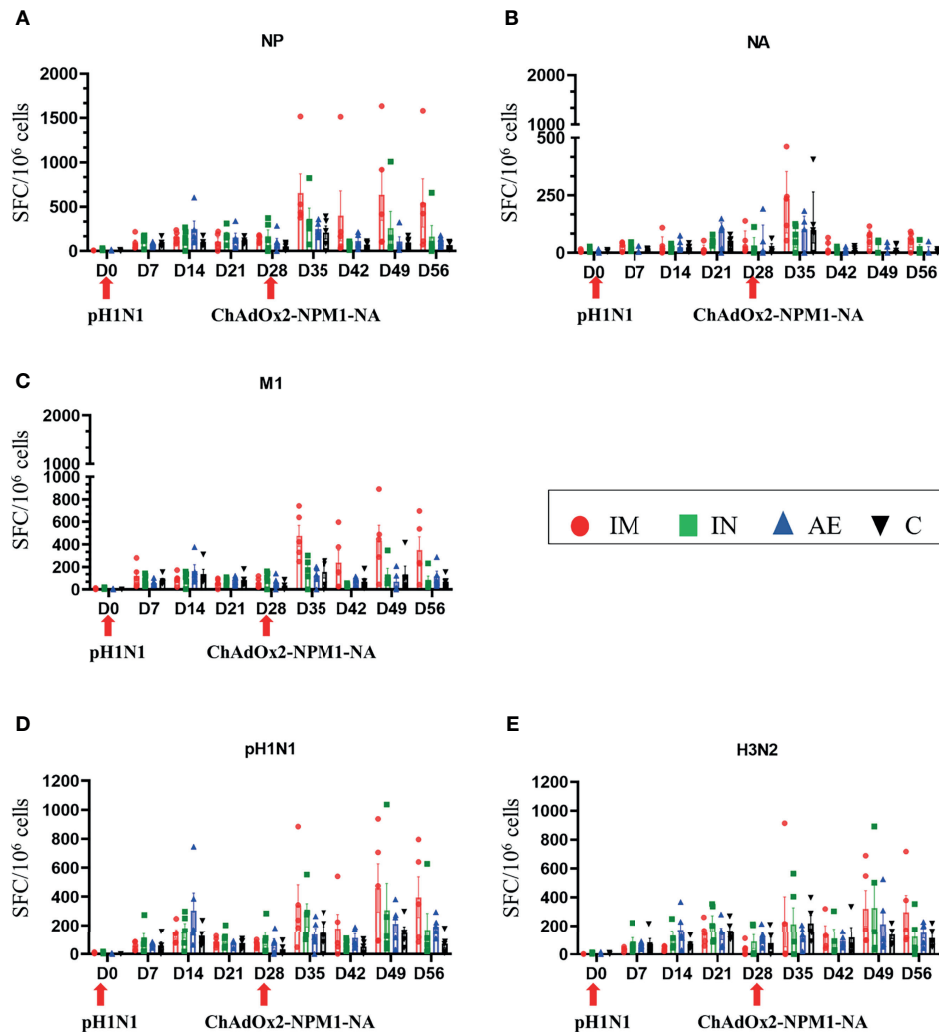 A
NP
SFC/10⁶ cells
2000
1500
1000
500
0
D0 D7 D14 D21 D28 D35 D42 D49 D56
pH1N1 ChAdOx2-NPM1-NA
B
NA
SFC/10⁶ cells
2000
1000
500
250
0
D0 D7 D14 D21 D28 D35 D42 D49 D56
pH1N1 ChAdOx2-NPM1-NA
C
M1
SFC/10⁶ cells
2000
1000
800
600
400
200
0
D0 D7 D14 D21 D28 D35 D42 D49 D56
pH1N1 ChAdOx2-NPM1-NA
IM IN AE C
D
pH1N1
SFC/10⁶ cells
1200
1000
800
600
400
200
0
D0 D7 D14 D21 D28 D35 D42 D49 D56
pH1N1 ChAdOx2-NPM1-NA
E
H3N2
SFC/10⁶ cells
1200
1000
800
600
400
200
0
D0 D7 D14 D21 D28 D35 D42 D49 D56
pH1N1 ChAdOx2-NPM1-NA